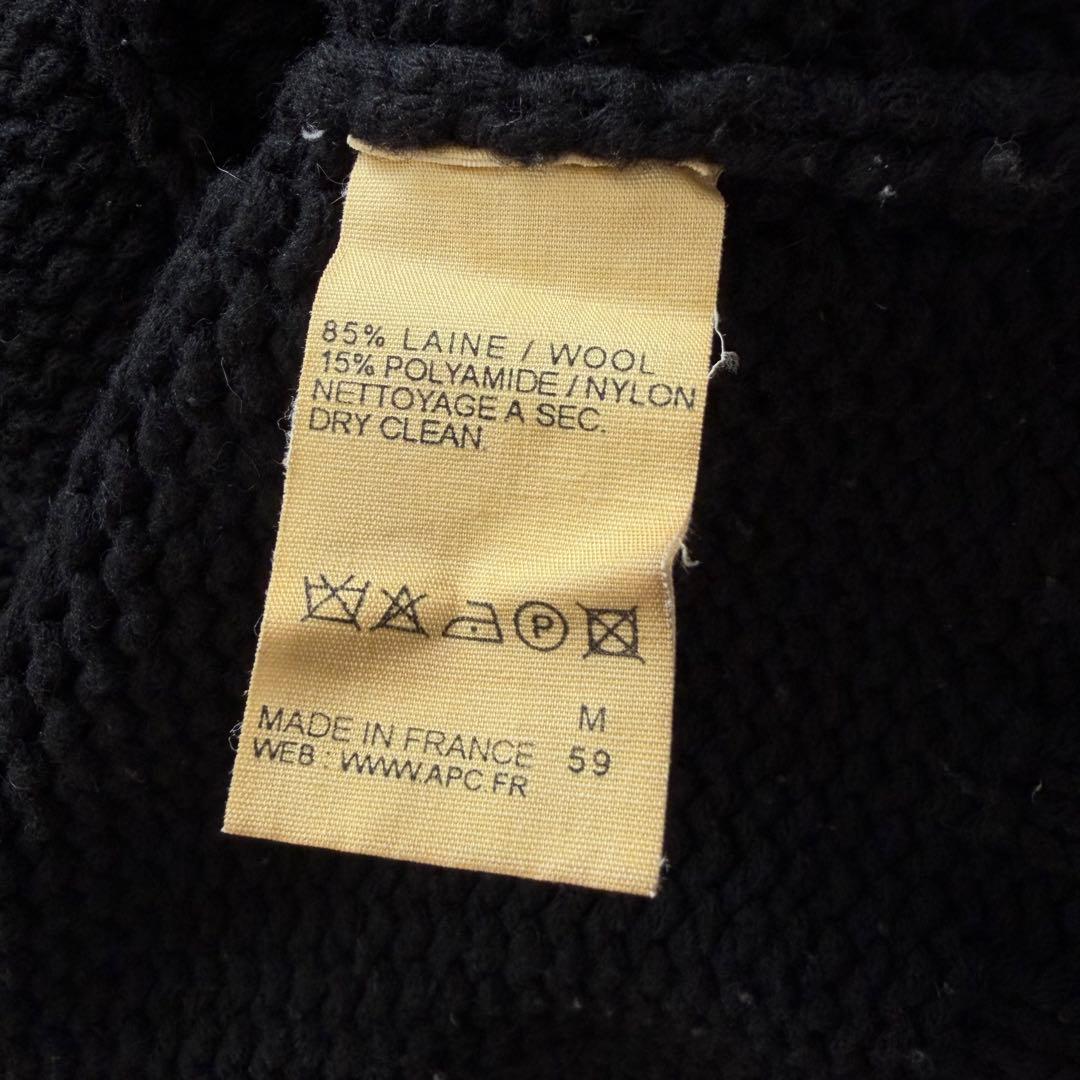 85% LAINE / WOOL
15% POLYAMIDE / NYLON
NETTOYAGE A SEC.
DRY CLEAN.
P
M
MADE IN FRANCE 59
WEB : WWW.APC.FR